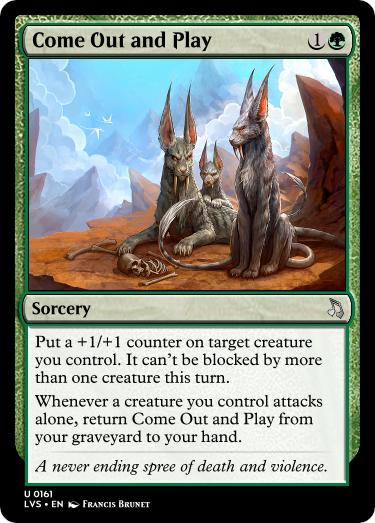 Come Out and Play
1
Sorcery
Put a +1/+1 counter on target creature
you control. It can't be blocked by more
than one creature this turn.
Whenever a creature you control attacks
alone, return Come Out and Play from
your graveyard to your hand.
A never ending spree of death and violence.
U 0161
LVS • EN Francis Brunet